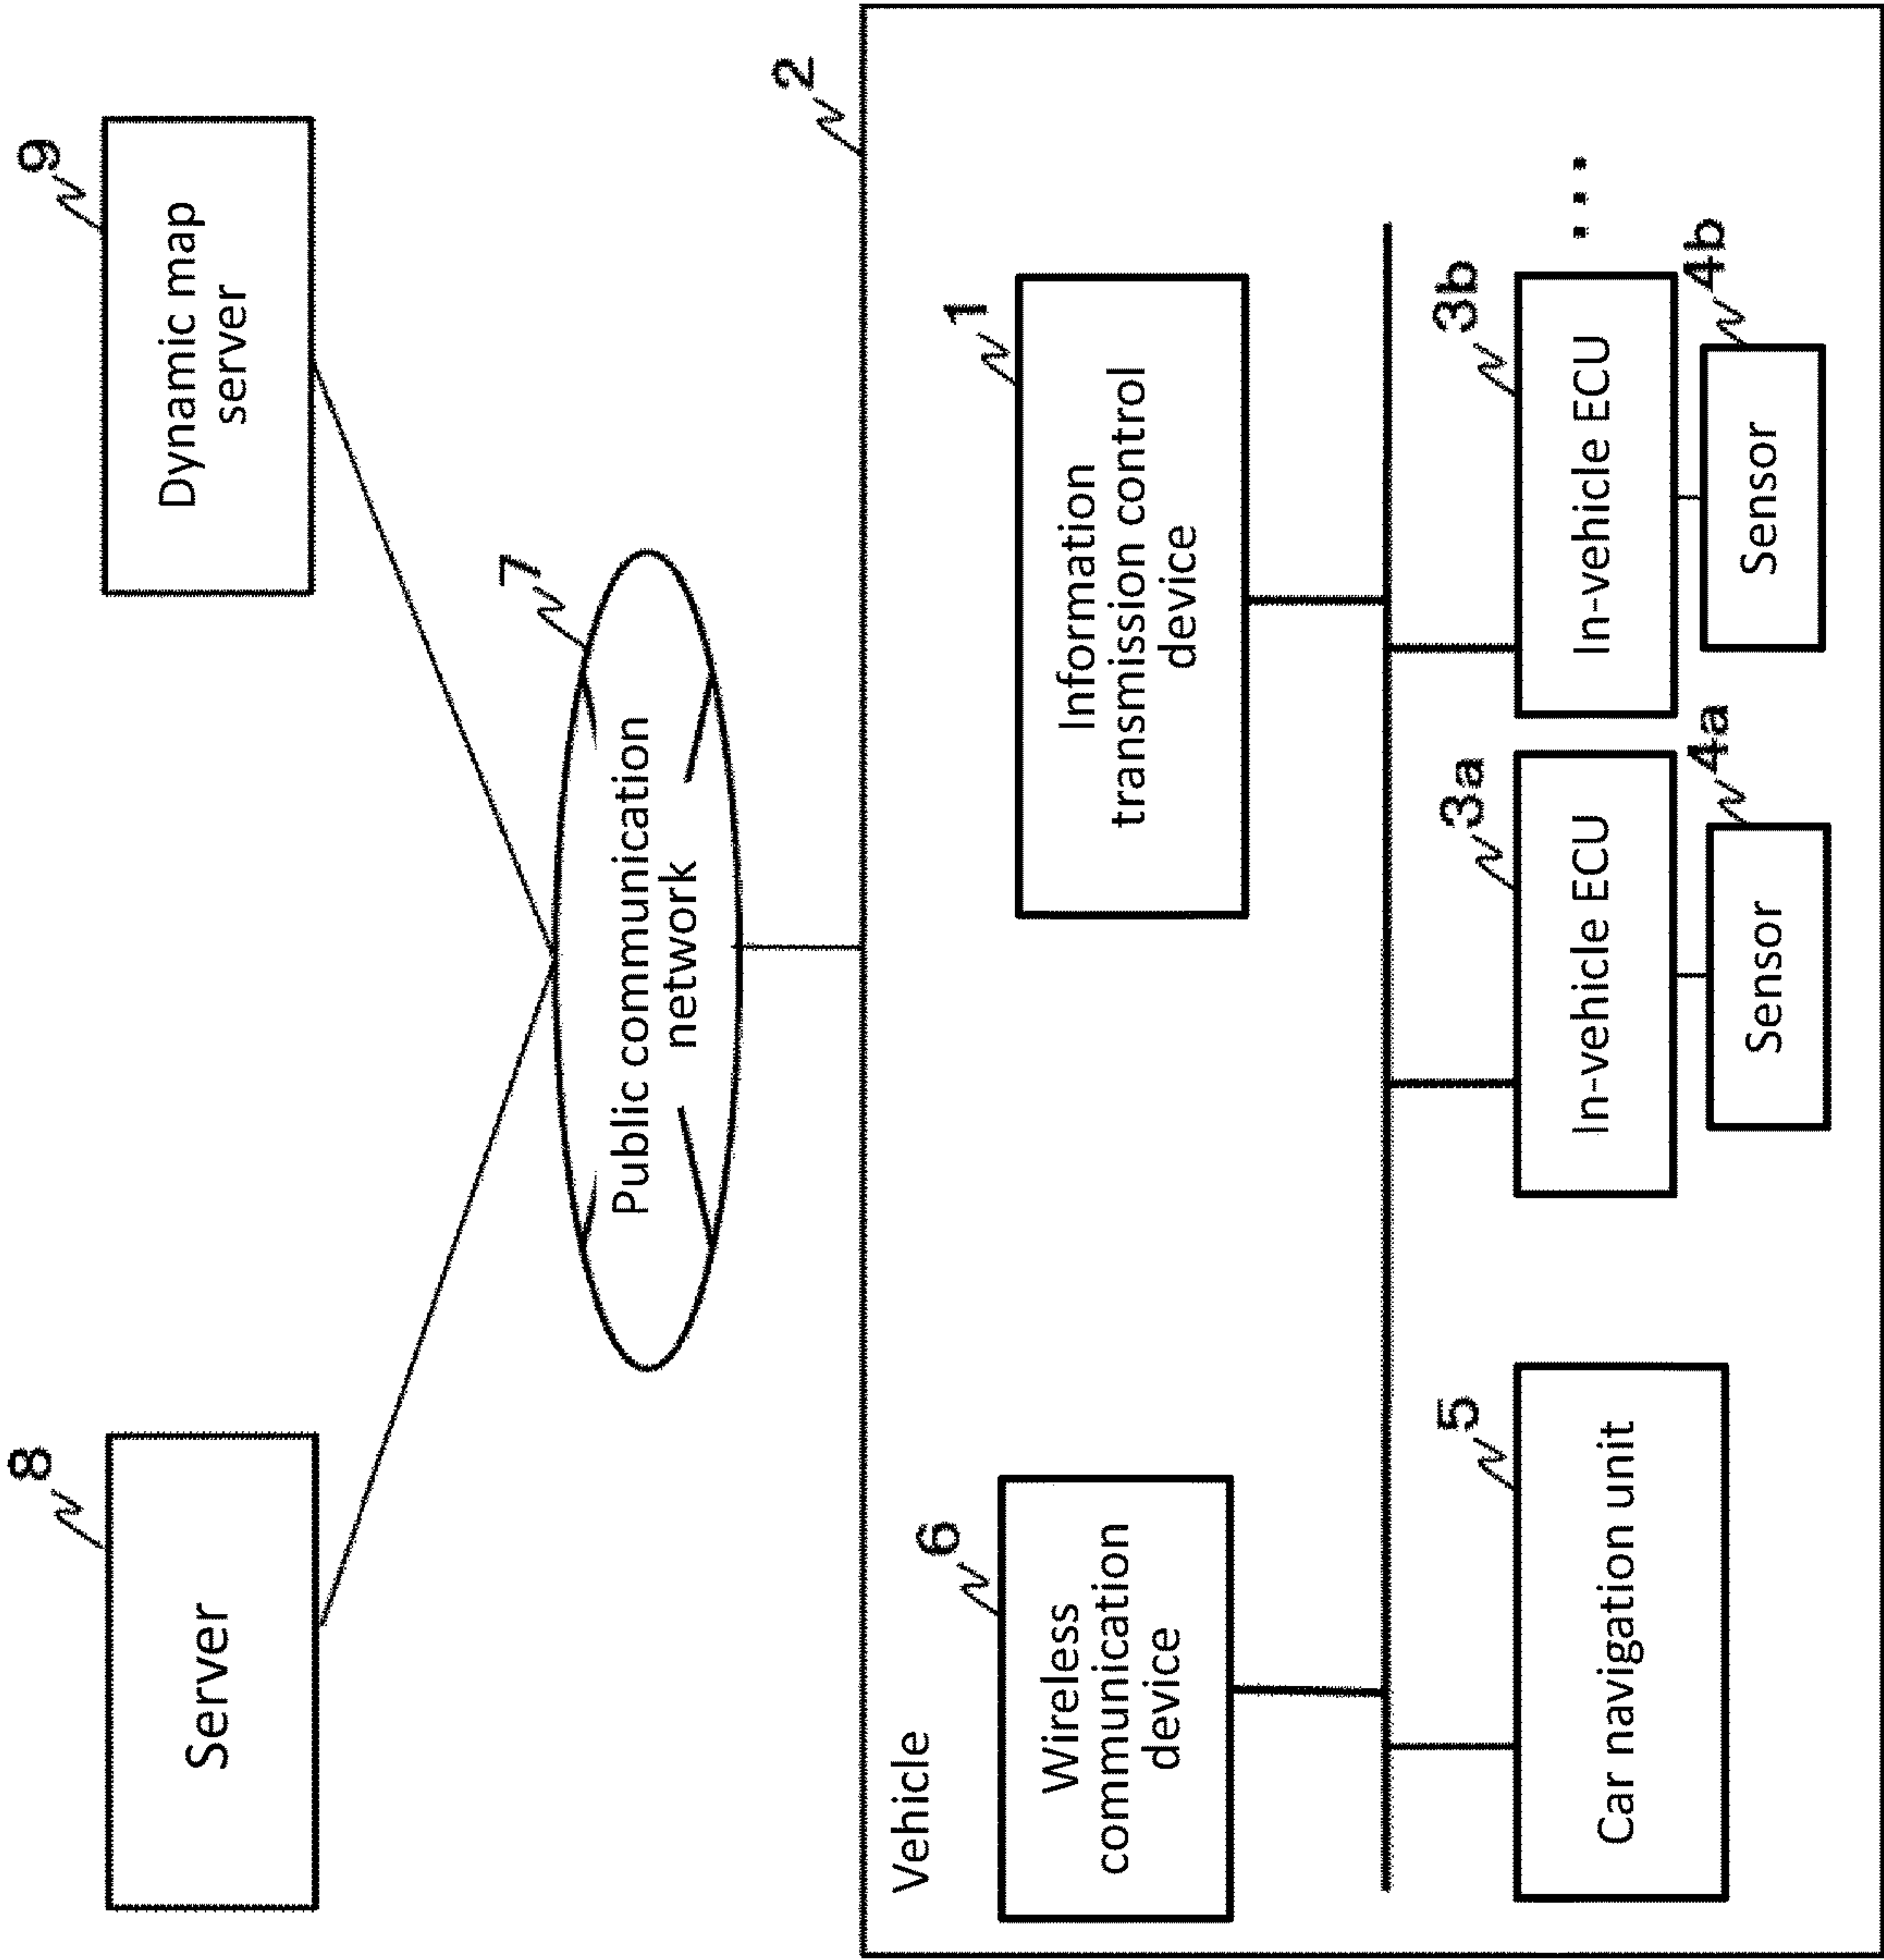 8
Server
9
Dynamic map
server
7
Public communication
network
2
Vehicle
6
Wireless
communication
device
1
Information
transmission control
device
5
Car navigation unit
3a
In-vehicle ECU
4a
Sensor
3b
In-vehicle ECU
4b
Sensor
...